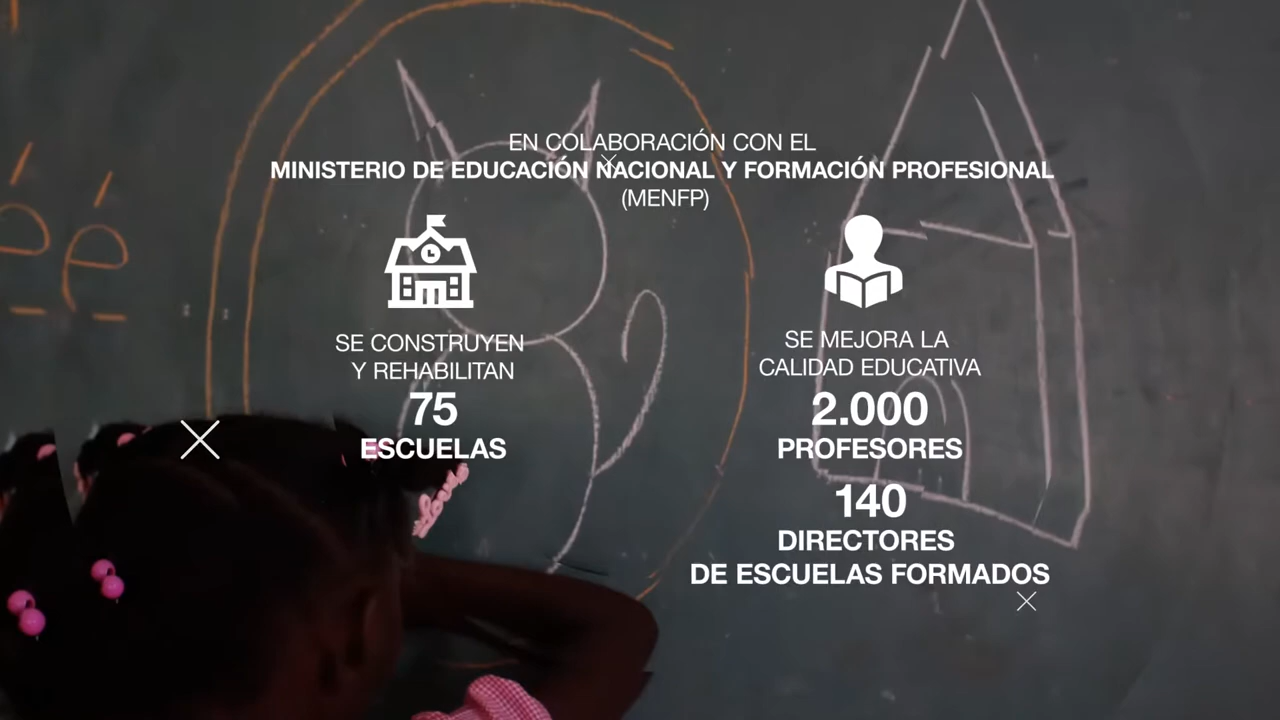 EN COLABORACIÓN CON EL
MINISTERIO DE EDUCACIÓN NACIONAL Y FORMACIÓN PROFESIONAL
(MENFP)
é
SE CONSTRUYEN
Y REHABILITAN
75
ESCUELAS
SE MEJORA LA
CALIDAD EDUCATIVA
2.000
PROFESORES
140
DIRECTORES
DE ESCUELAS FORMADOS